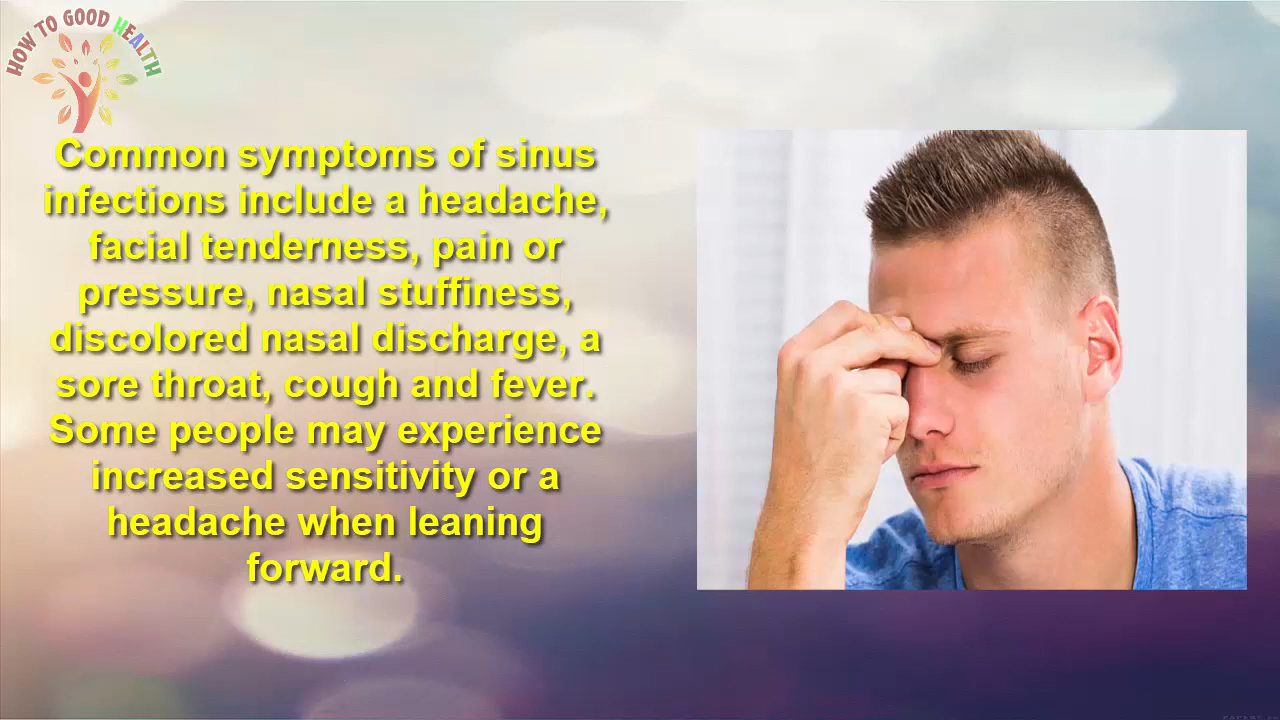 HOW TO GOOD HEALTH
Common symptoms of sinus
infections include a headache,
facial tenderness, pain or
pressure, nasal stuffiness,
discolored nasal discharge, a
sore throat, cough and fever.
Some people may experience
increased sensitivity or a
headache when leaning
forward.